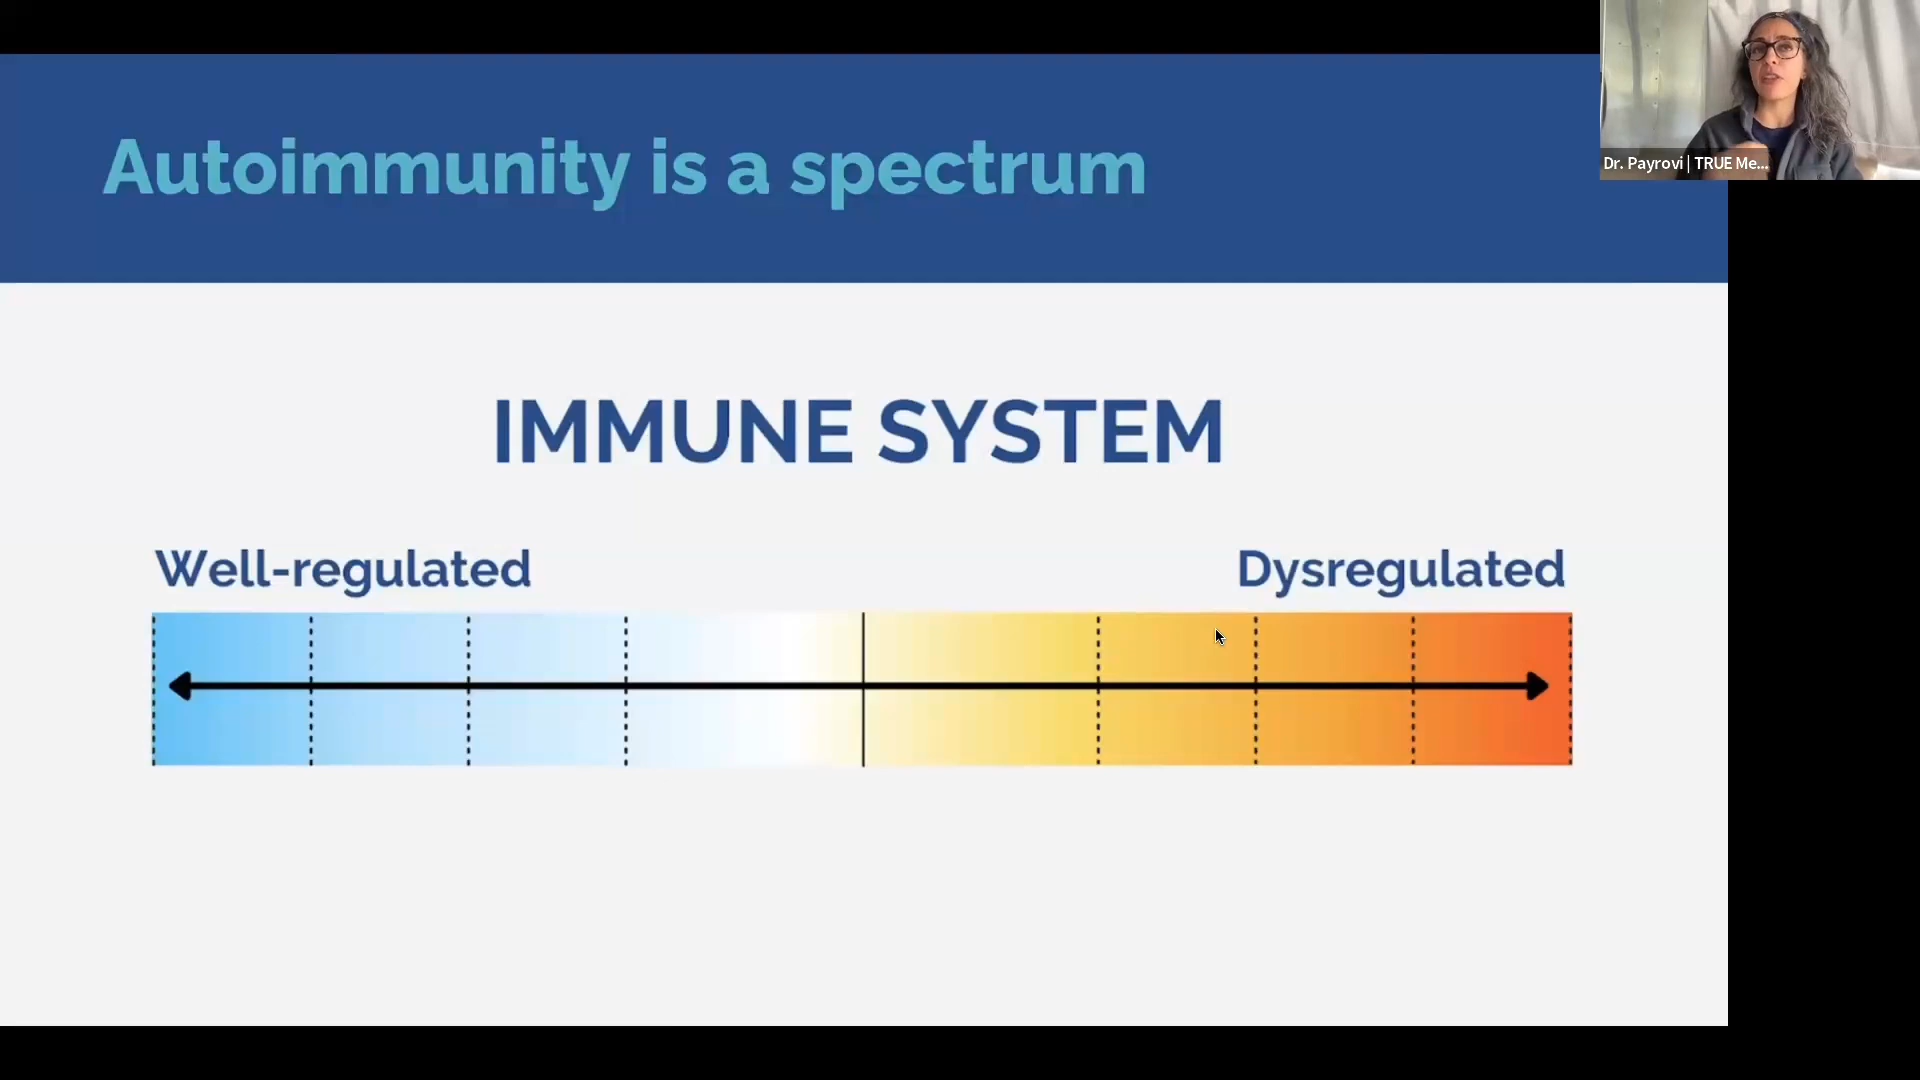 Autoimmunity is a spectrum
Dr. Payrovi | TRUE Me...
IMMUNE SYSTEM
Well-regulated
Dysregulated